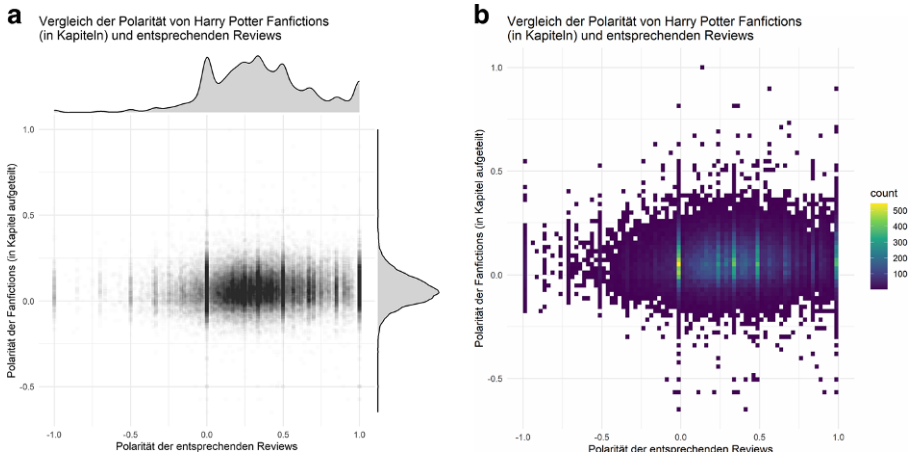 a
Vergleich der Polarität von Harry Potter Fanfictions
(in Kapiteln) und entsprechenden Reviews
Polarität der Fanfictions (in Kapitel aufgeteilt)
1.0
0.5
0.0
-0.5
-1.0
-0.5
0.0
0.5
1.0
Polarität der entsprechenden Reviews
b
Vergleich der Polarität von Harry Potter Fanfictions
(in Kapiteln) und entsprechenden Reviews
Polarität der Fanfictions (in Kapitel aufgeteilt)
1.0
0.5
0.0
-0.5
-1.0
-0.5
0.0
0.5
1.0
Polarität der entsprechenden Reviews
count
500
400
300
200
100